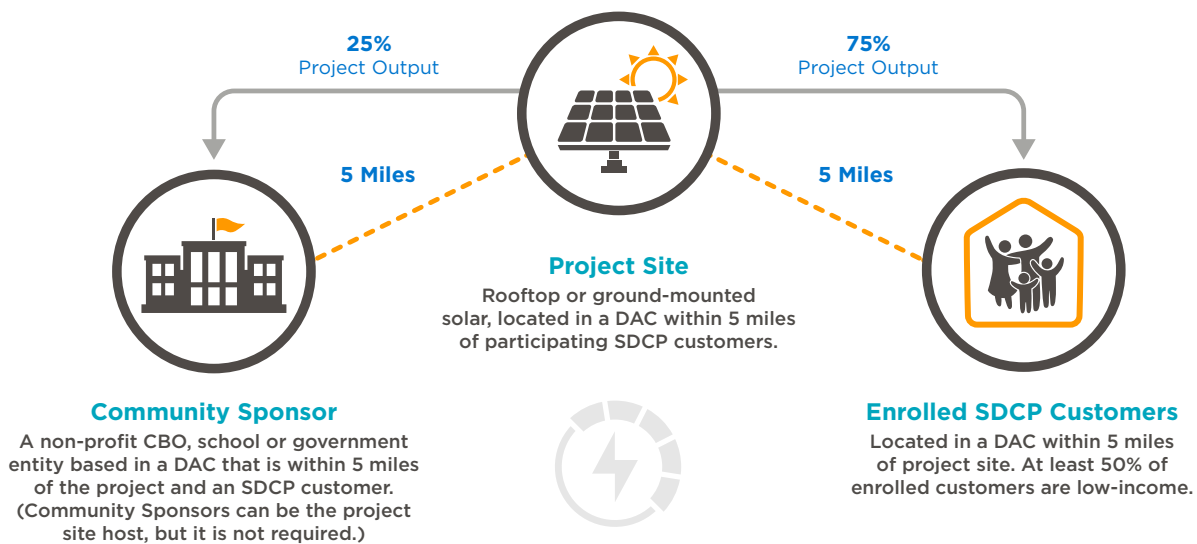 25%
Project Output
75%
Project Output
5 Miles
5 Miles
Project Site
Rooftop or ground-mounted
solar, located in a DAC within 5 miles
of participating SDCP customers.
Community Sponsor
A non-profit CBO, school or government
entity based in a DAC that is within 5 miles
of the project and an SDCP customer.
(Community Sponsors can be the project
site host, but it is not required.)
Enrolled SDCP Customers
Located in a DAC within 5 miles
of project site. At least 50% of
enrolled customers are low-income.